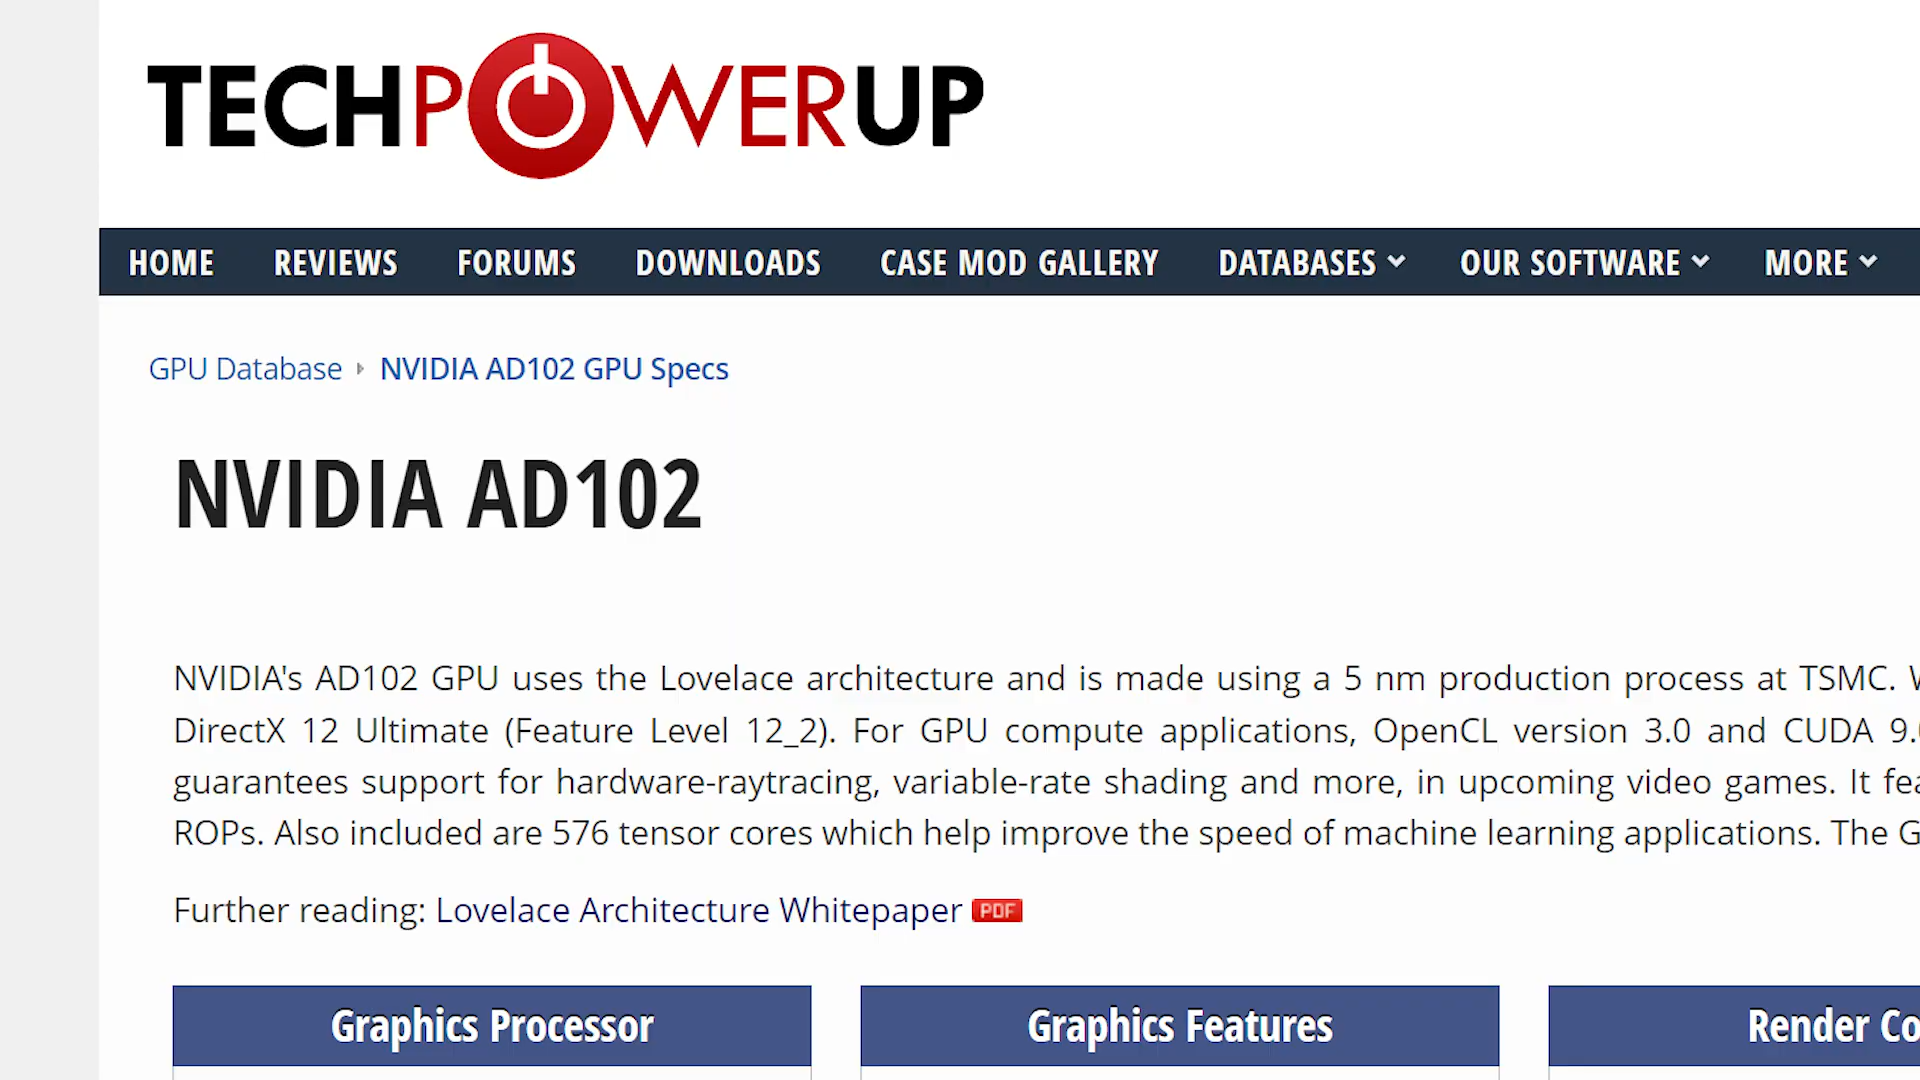 TECHPOWERUP
HOME REVIEWS FORUMS DOWNLOADS CASE MOD GALLERY DATABASES OUR SOFTWARE MORE
GPU Database NVIDIA AD102 GPU Specs
NVIDIA AD102
NVIDIA's AD102 GPU uses the Lovelace architecture and is made using a 5 nm production process at TSMC.
DirectX 12 Ultimate (Feature Level 12_2). For GPU compute applications, OpenCL version 3.0 and CUDA 9.
guarantees support for hardware-raytracing, variable-rate shading and more, in upcoming video games. It
ROPs. Also included are 576 tensor cores which help improve the speed of machine learning applications. The
Further reading: Lovelace Architecture Whitepaper PDF
Graphics Processor Graphics Features Render